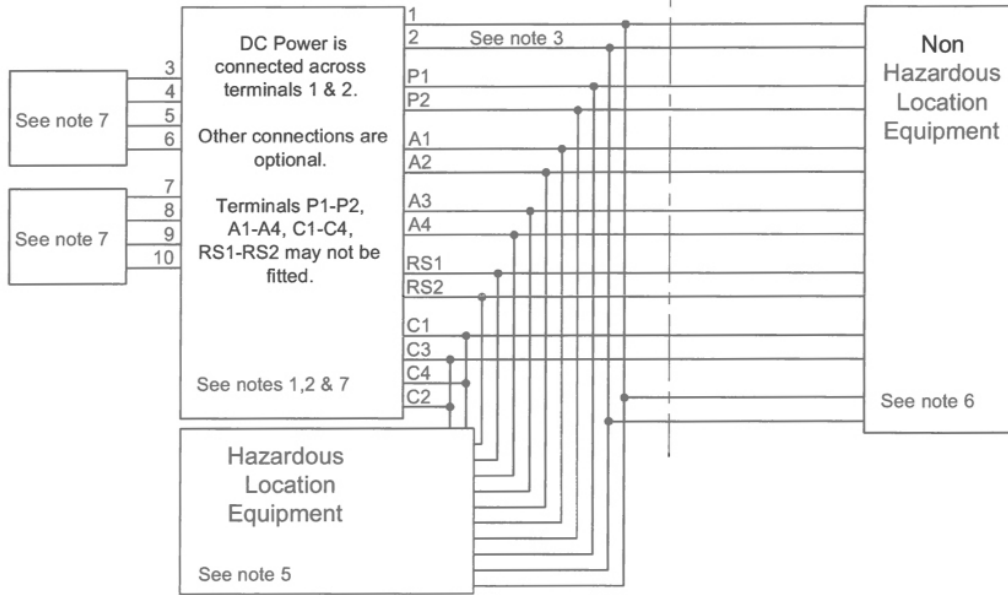 See note 7
3
4
5
6
See note 7
7
8
9
10
DC Power is
connected across
terminals 1 & 2.
Other connections are
optional.
Terminals P1-P2,
A1-A4, C1-C4,
RS1-RS2 may not be
fitted.
See notes 1,2 & 7
1
2
See note 3
P1
P2
A1
A2
A3
A4
RS1
RS2
C1
C3
C4
C2
Non
Hazardous
Location
Equipment
See note 6
Hazardous
Location
Equipment
See note 5